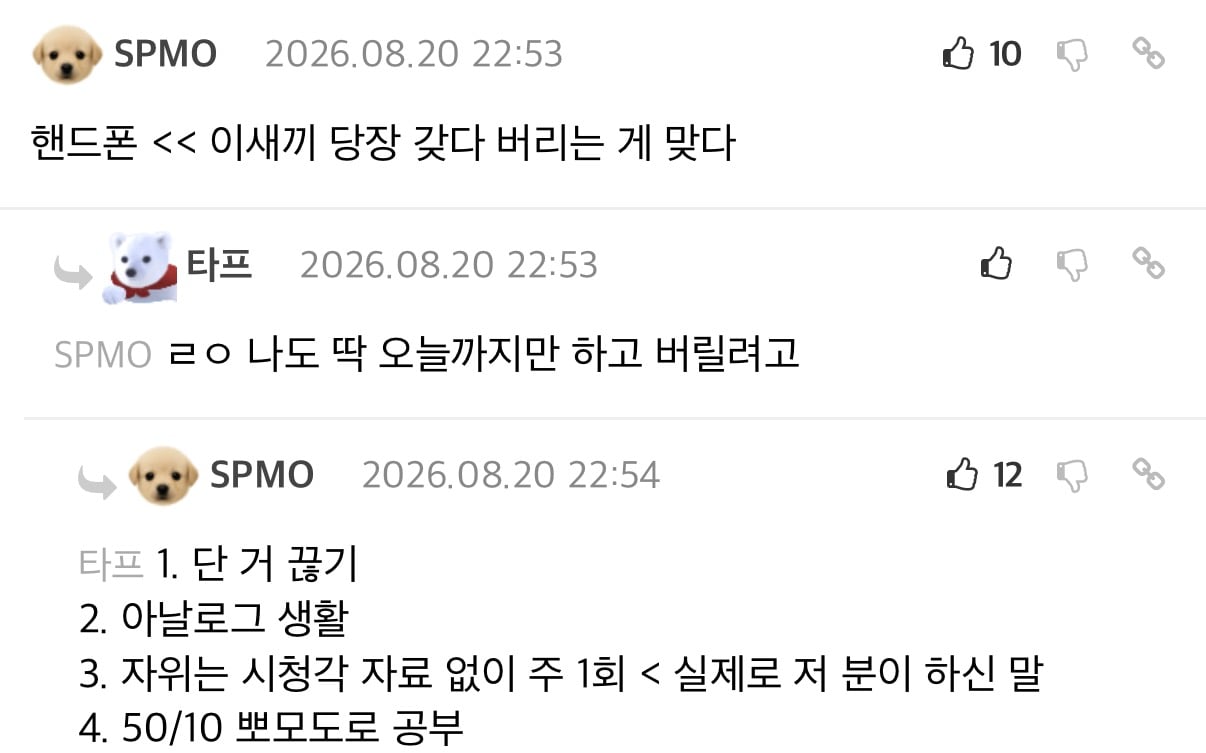 SPMO 2026.08.20 22:53 10
핸드폰 << 이새끼 당장 갖다 버리는 게 맞다
타프 2026.08.20 22:53
SPMO ㄹㅇ 나도 딱 오늘까지만 하고 버릴려고
SPMO 2026.08.20 22:54 12
타프 1. 단 거 끊기
2. 아날로그 생활
3. 자위는 시청각 자료 없이 주 1회 < 실제로 저 분이 하신 말
4. 50/10 뽀모도로 공부